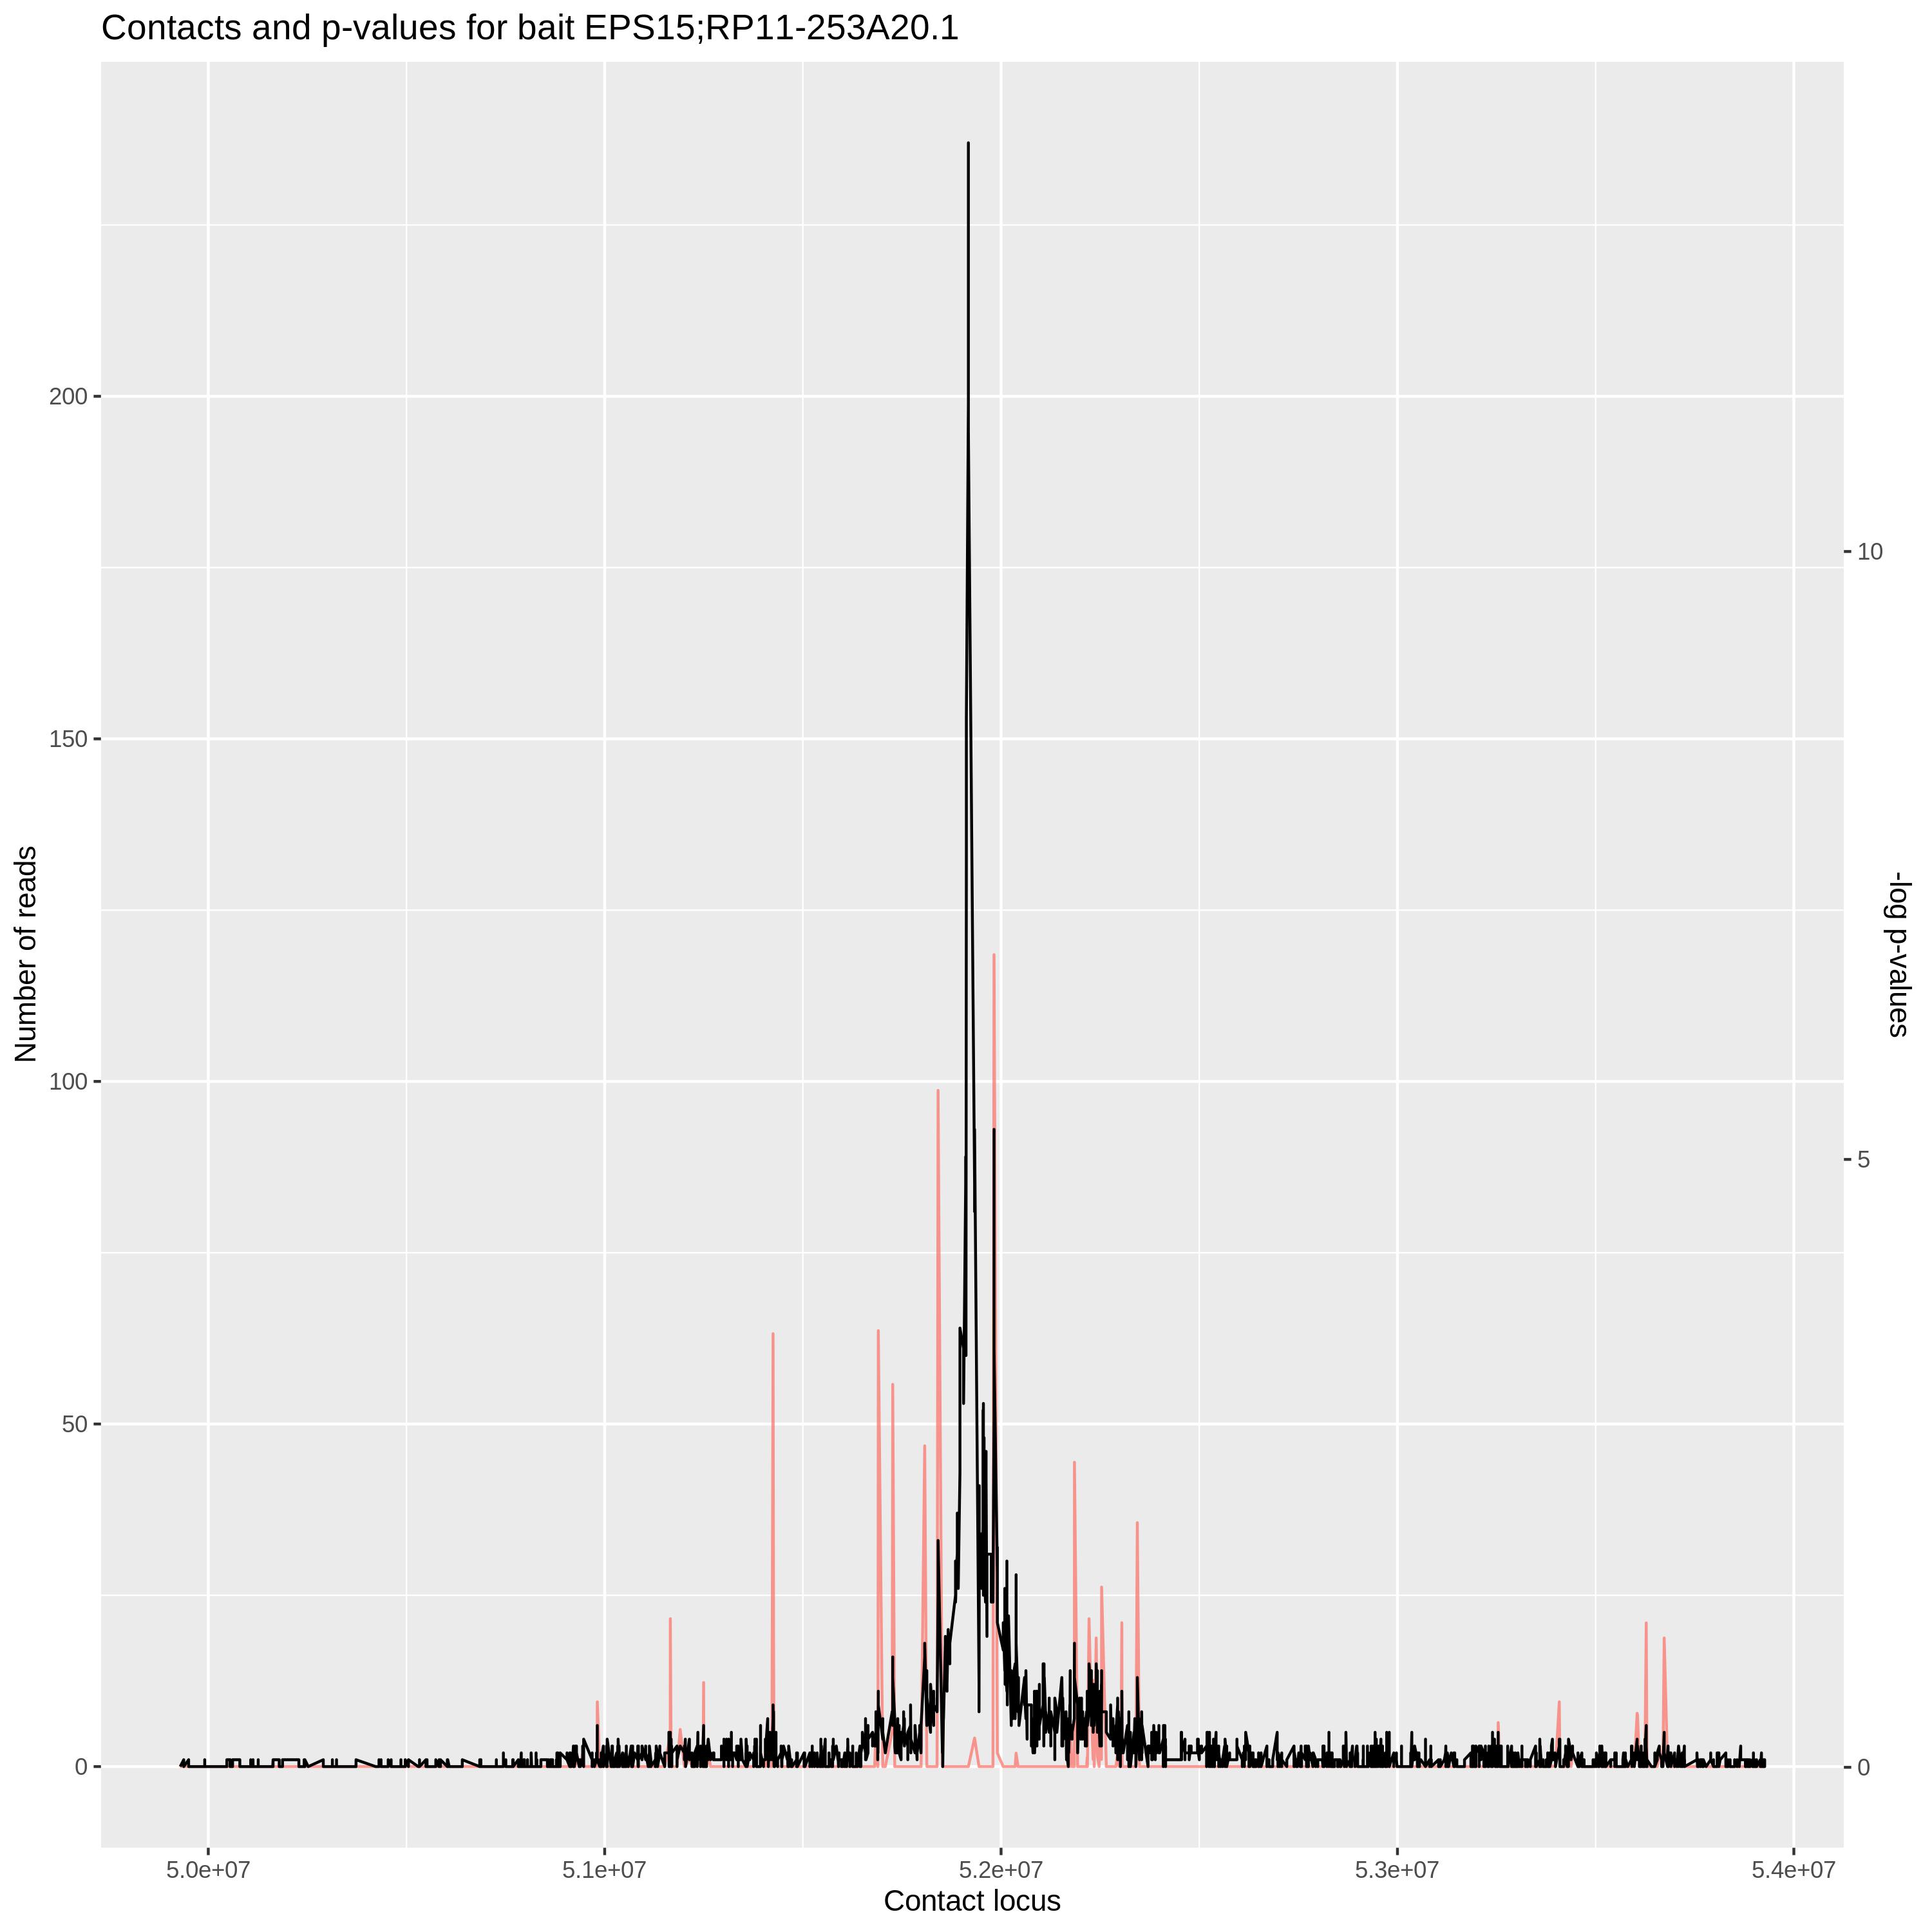 Contacts and p-values for bait EPS15;RP11-253A20.1
200
150
100
50
0
Number of reads
10
5
0
-log p-values
5.0e+07
5.1e+07
5.2e+07
5.3e+07
5.4e+07
Contact locus